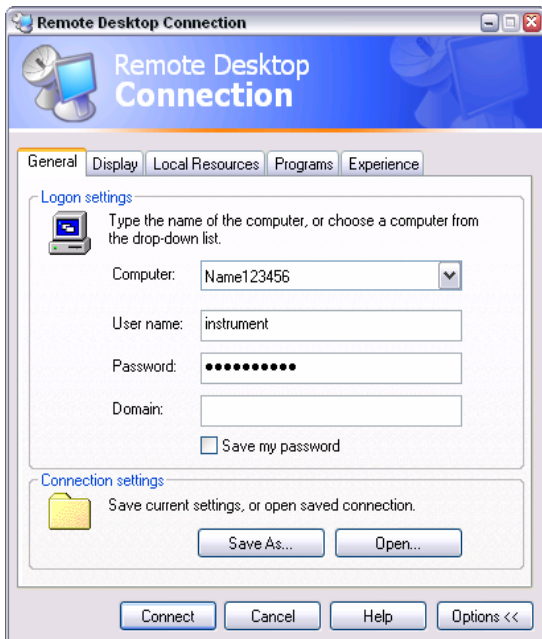 Remote Desktop Connection
Remote Desktop
Connection
General Display Local Resources Programs Experience
Logon settings
Type the name of the computer, or choose a computer from
the drop-down list.
Computer: Name123456
User name: instrument
Password: ●●●●●●●●●●
Domain:
Save my password
Connection settings
Save current settings, or open saved connection.
Save As... Open...
Connect Cancel Help Options <<